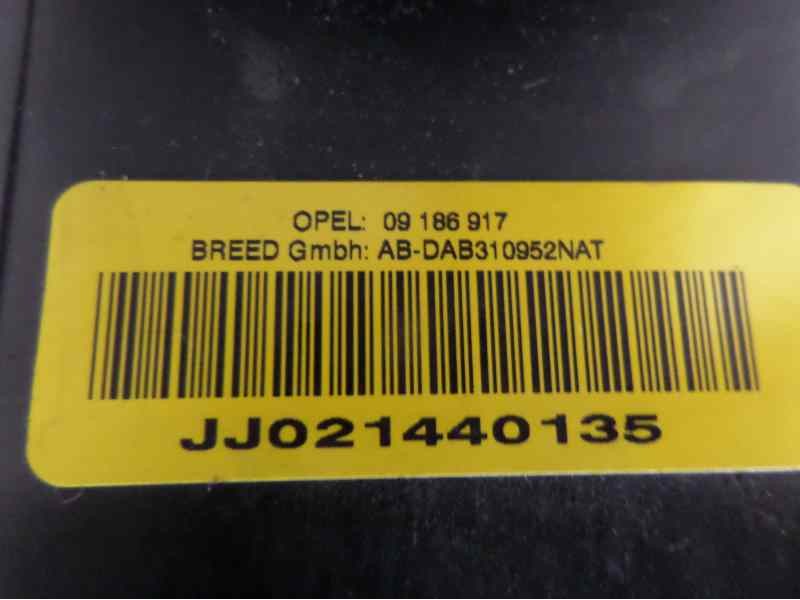 OPEL: 09 186 917
BREED Gmbh: AB-DAB310952NAT
JJ021440135